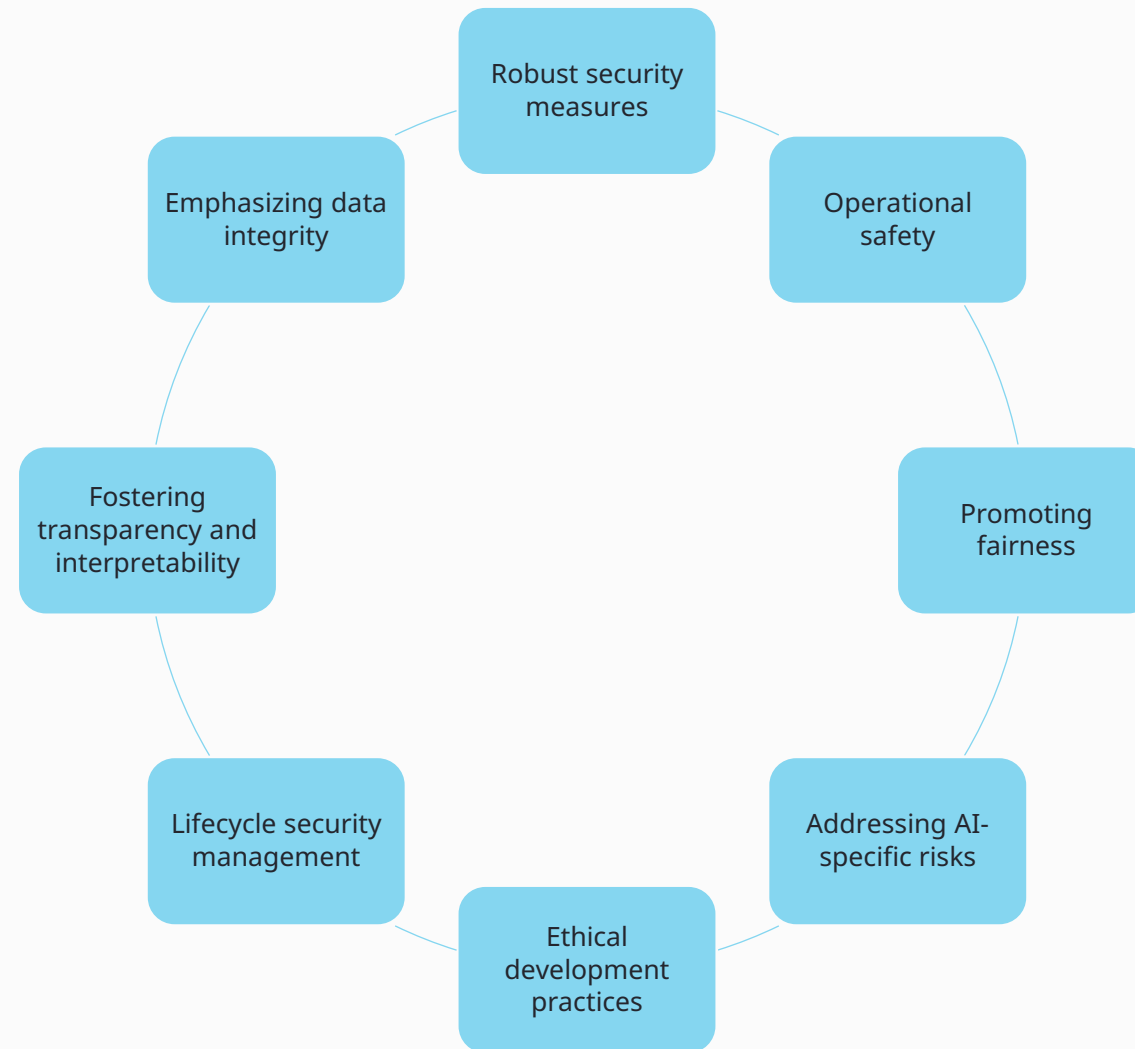 Robust security
measures
Operational
safety
Promoting
fairness
Addressing AI-
specific risks
Ethical
development
practices
Lifecycle security
management
Fostering
transparency and
interpretability
Emphasizing data
integrity